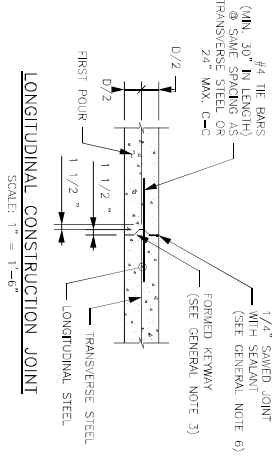 #4 TIE BARS
(MIN. 30" IN LENGTH)
@ SAME SPACING AS
TRANSVERSE STEEL OR
24" MAX. C-C
1/4" SAWED JOINT
WITH SEALANT
(SEE GENERAL NOTE 6)
D/2
D/2
FORMED KEYWAY
(SEE GENERAL NOTE 3)
FIRST POUR
1 1/2 "
1 1/2 "
TRANSVERSE STEEL
LONGITUDINAL STEEL
LONGITUDINAL CONSTRUCTION JOINT
SCALE: 1" = 1'-6"